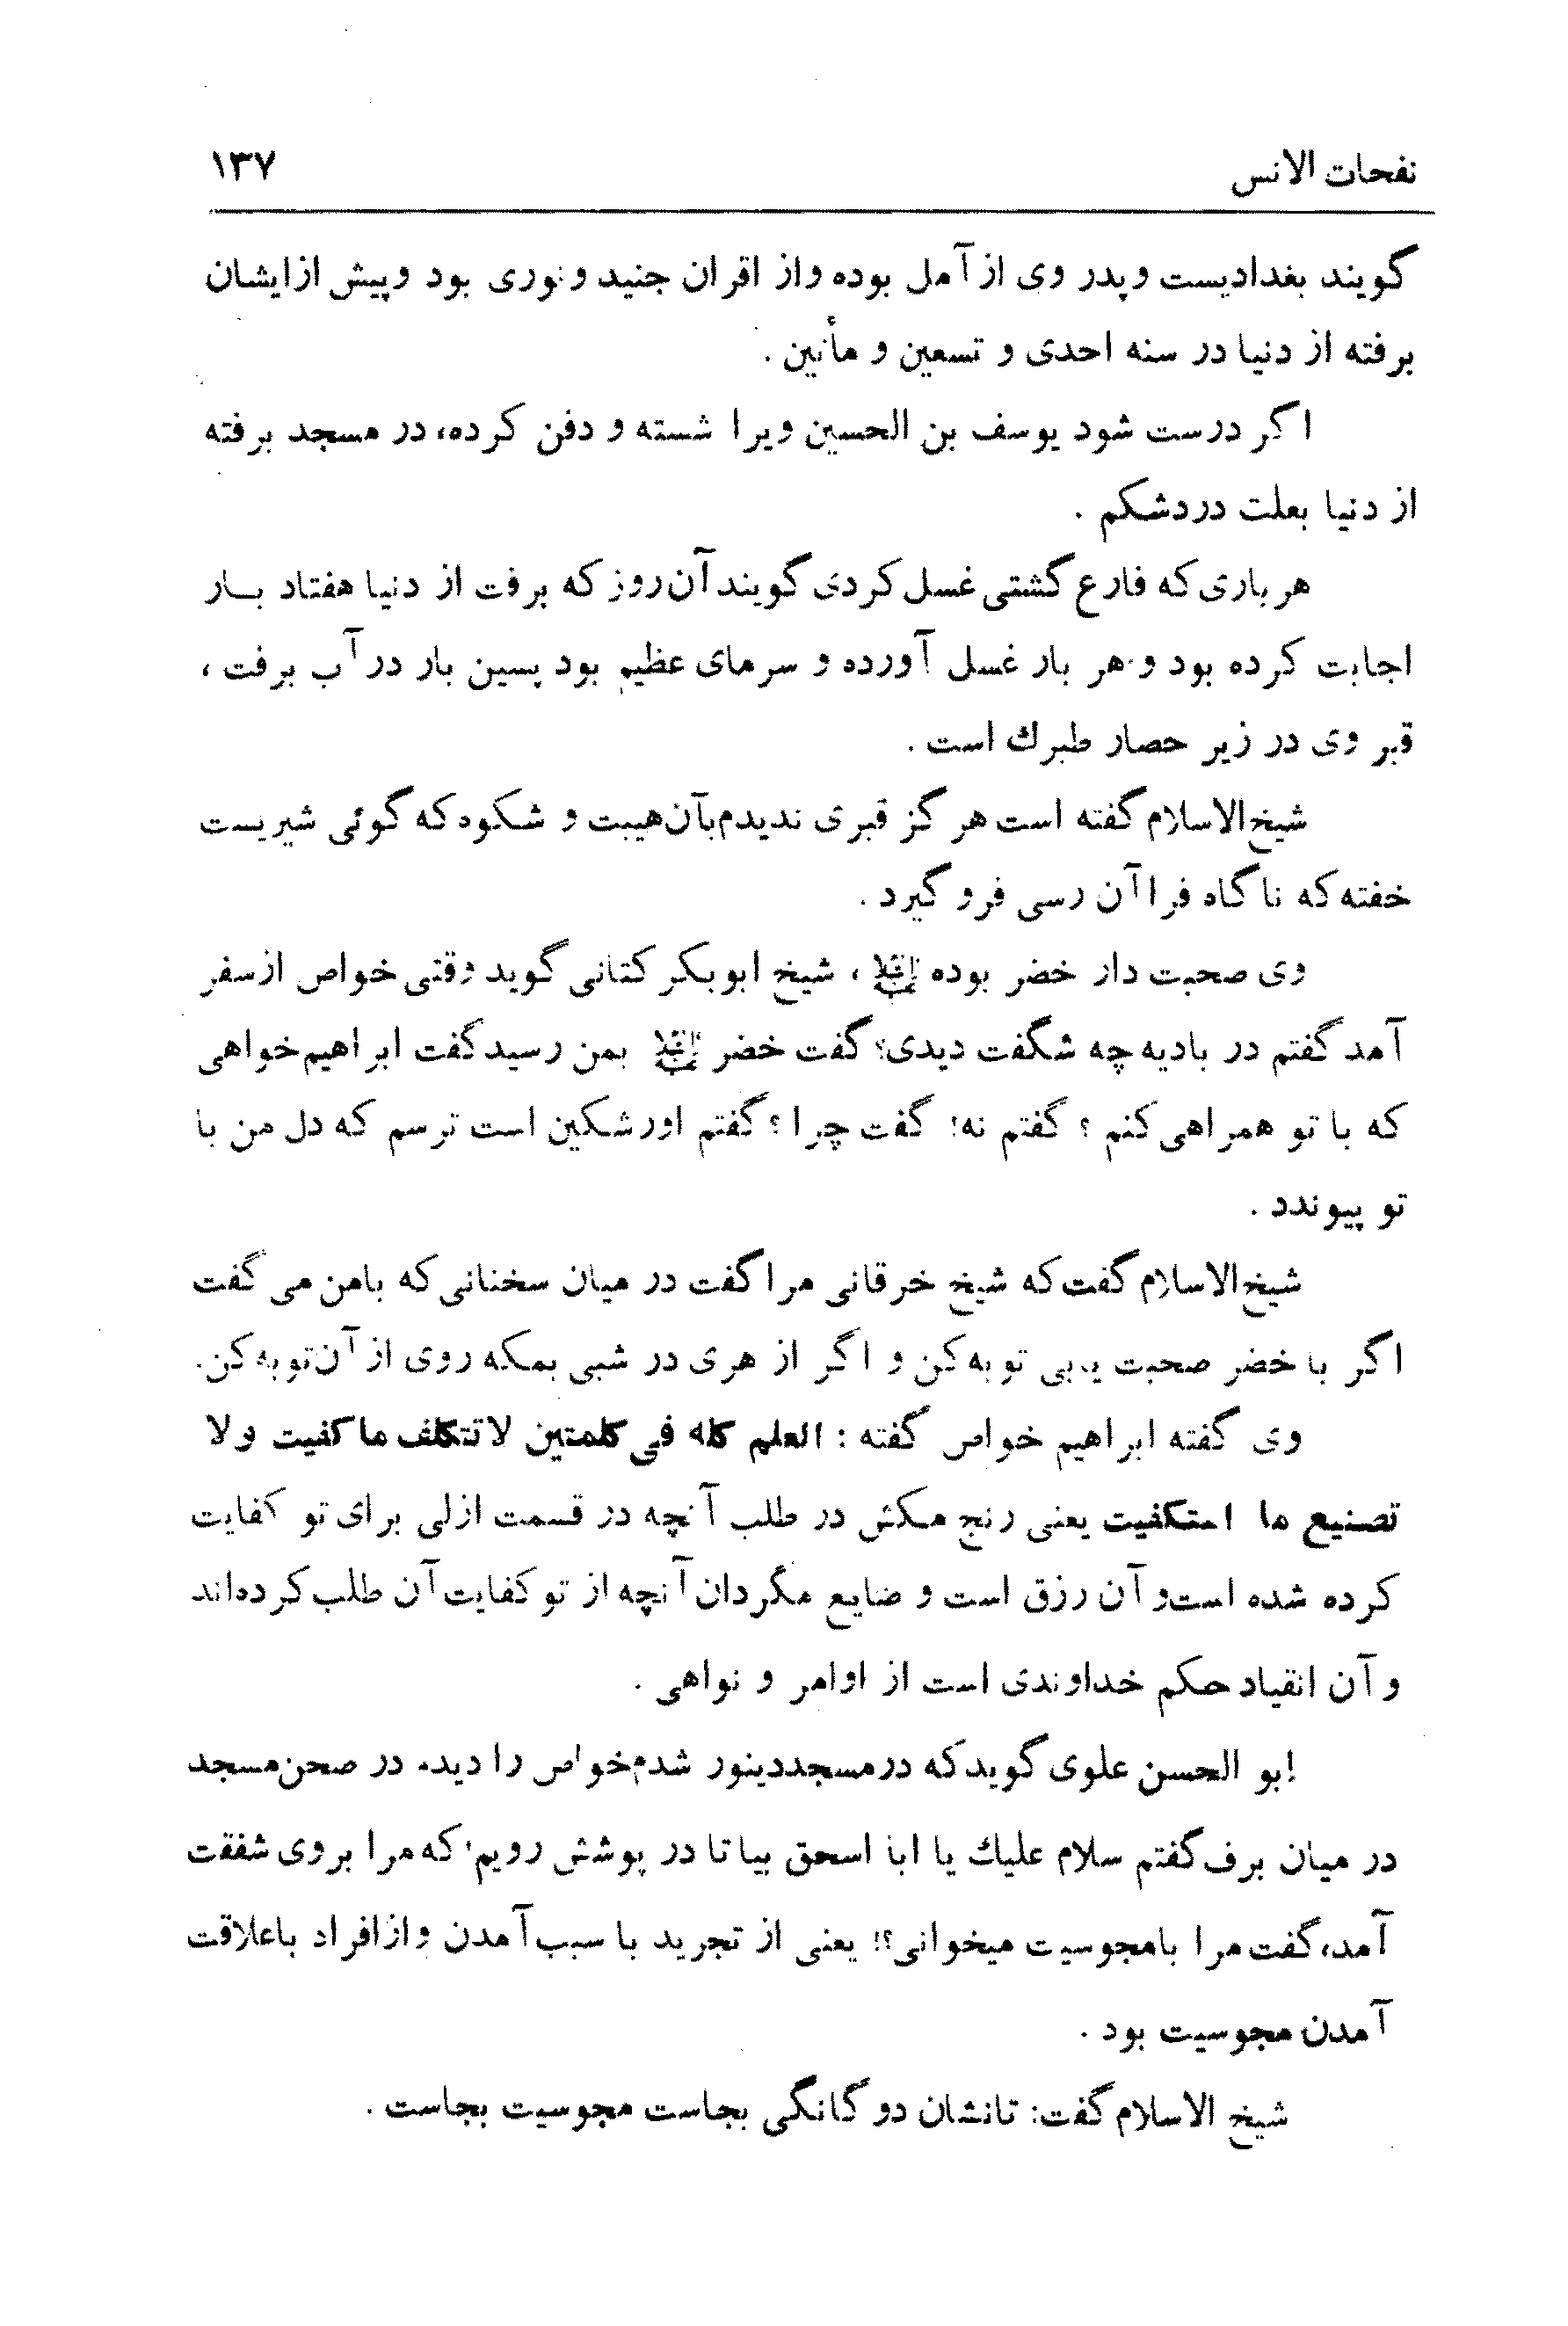 نفحات الانس ۱۳۷
گویند بغدادیست وپدر وی از آمل بوده واز اقران جنید ونوری بود وپیش ازایشان
برفته از دنیا در سنه احدی و تسعین و مأتین .
اگر درست شود یوسف بن الحسین ویرا شسته و دفن کرده، در مسجد برفته
از دنیا بعلت دردشکم .
هرباری‌که فارع گشتی غسل‌کردی گویند آن روز که برفت از دنیا هفتاد بـار
اجابت کرده بود و هر بار غسل آورده و سرمای عظیم بود پسین بار در آب برفت ،
قبر وی در زیر حصار طبرك است .
شیخ‌الاسلام گفته است هرگز قبری ندیدم‌بآن‌هیبت و شکوه‌که گوئی شیریست
خفته‌که ناگاه فرا آن رسی فروگیرد .
وی صحبت دار خضر بوده علیه السلام ، شیخ ابوبکر کتانی گوید وقتی خواص ازسفر
آمد گفتم در بادیه چه شگفت دیدی؟ گفت خضر علیه السلام بمن رسید گفت ابراهیم خواهی
که با تو همراهی‌کنم ؟ گفتم نه! گفت چرا ؟ گفتم اورشکین است ترسم که دل من با
تو پیوندد .
شیخ‌الاسلام گفت‌که شیخ خرقانی مرا گفت در میان سخنانی‌که بامن می گفت
اگر با خضر صحبت یابی توبه‌کن و اگر از هری در شبی بمکه روی از آن‌توبه‌کن.
وی گفته ابراهیم خواص گفته : العلم کله فی کلمتین لاتتکلف ماکفیت ولا
تصنیع ما استکفیت یعنی رنج مکش در طلب آنچه در قسمت ازلی برای تو کفایت
کرده شده است‌و آن رزق است و ضایع مگردان آنچه از تو کفایت‌آن طلب‌کرده‌اند
و آن انقیاد حکم خداوندی است از اوامر و نواهی .
ابو الحسن علوی گویدکه درمسجددینور شدم‌خواص را دیدم در صحن‌مسجد
در میان برف گفتم سلام علیك یا ابا اسحق بیا تا در پوشش رویم که مرا بروی شفقت
آمد، گفت مرا بامجوسیت میخوانی؟! یعنی از تجرید با سبب آمدن وازافراد باعلاقت
آمدن مجوسیت بود .
شیخ الاسلام گفت: تانشان دوگانگی بجاست مجوسیت بجاست .